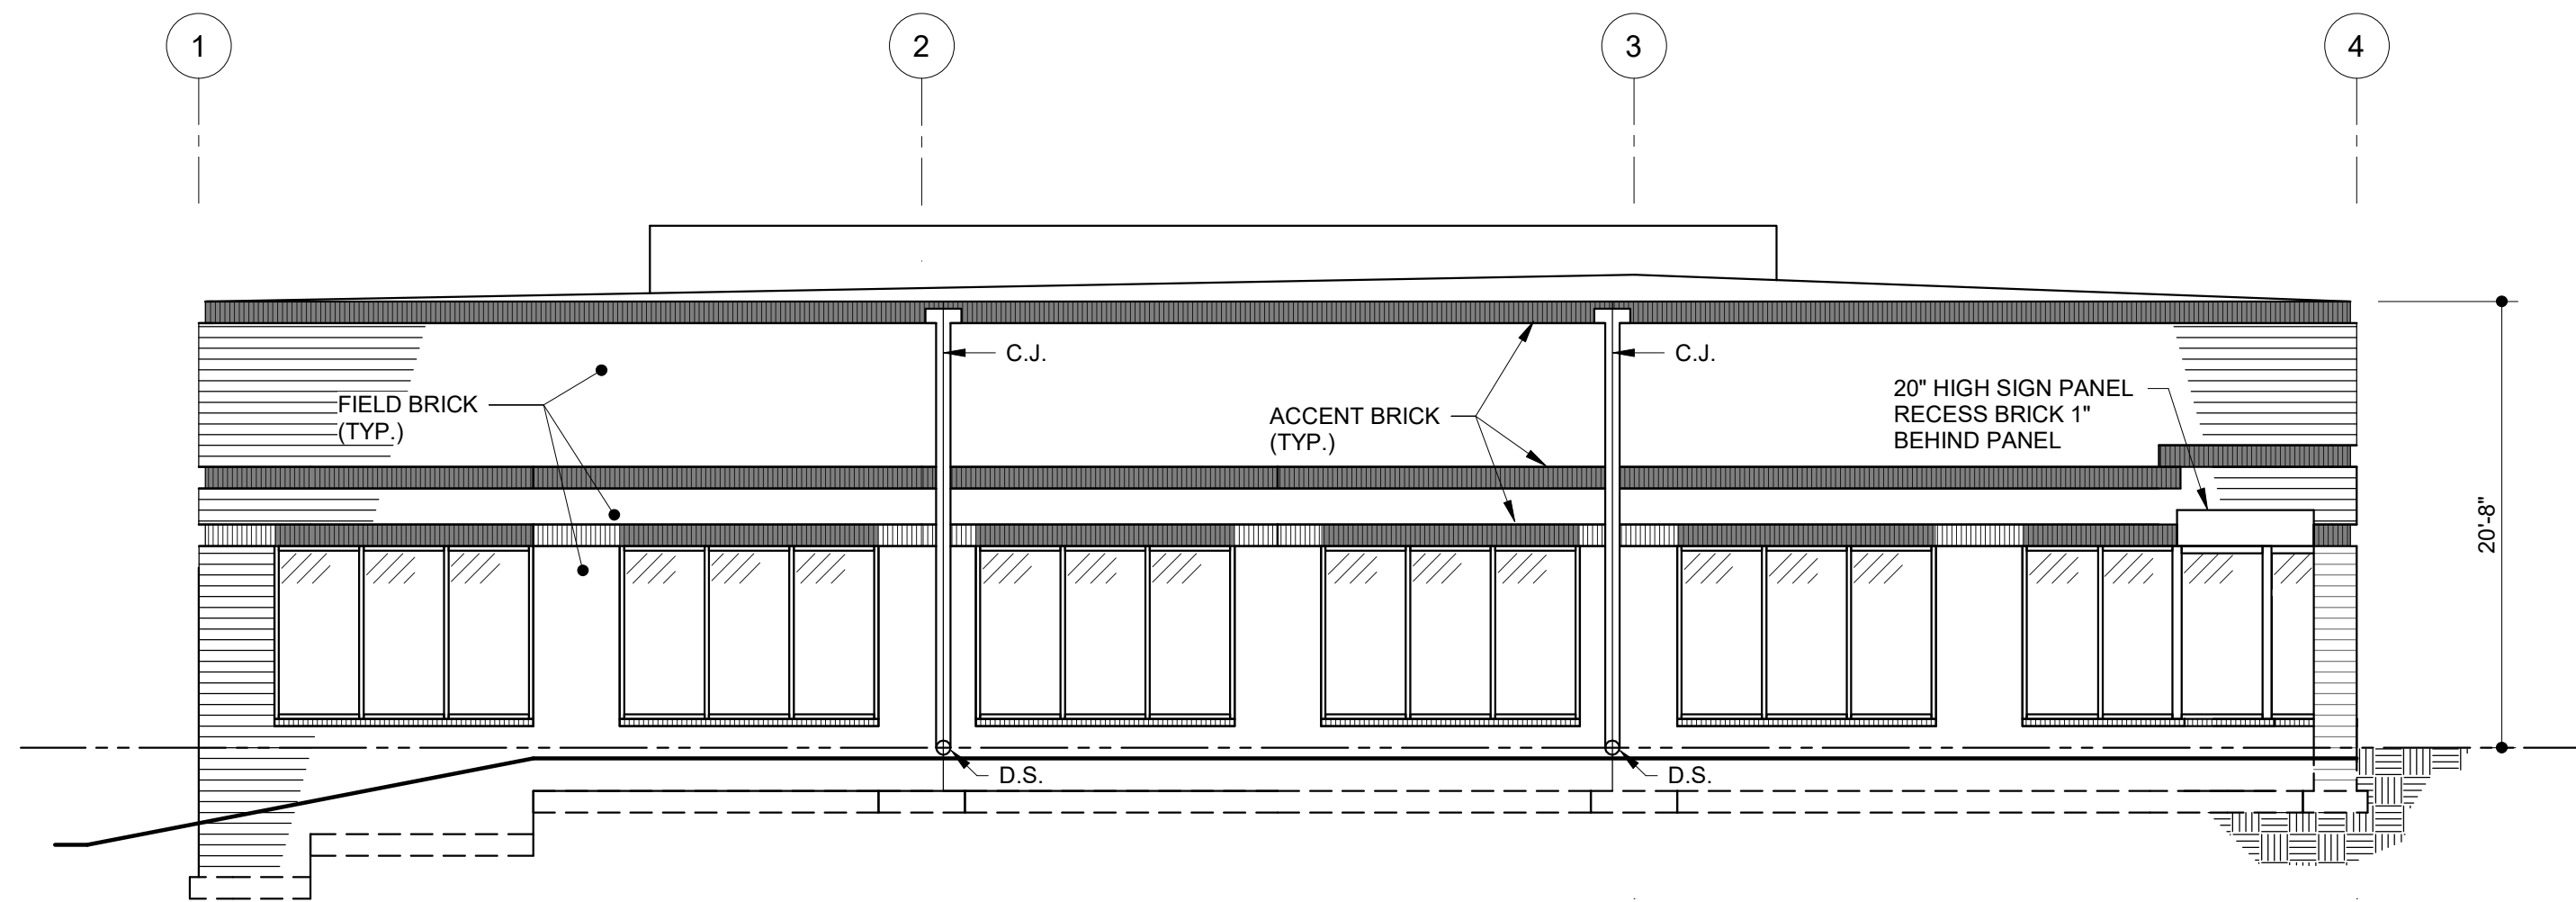 1
2
3
4
C.J.
C.J.
FIELD BRICK
(TYP.)
ACCENT BRICK
(TYP.)
20" HIGH SIGN PANEL
RECESS BRICK 1"
BEHIND PANEL
20'-8"
D.S.
D.S.